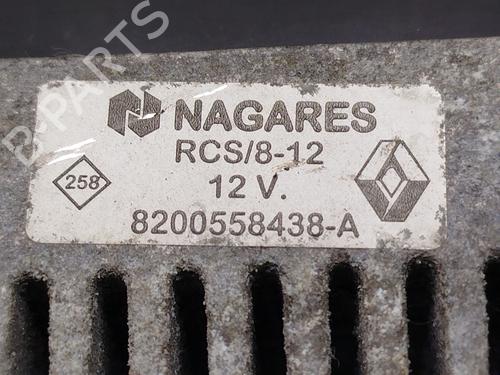 NAGARES
RCS/8-12
258
12 V.
8200558438-A
B-PARTS